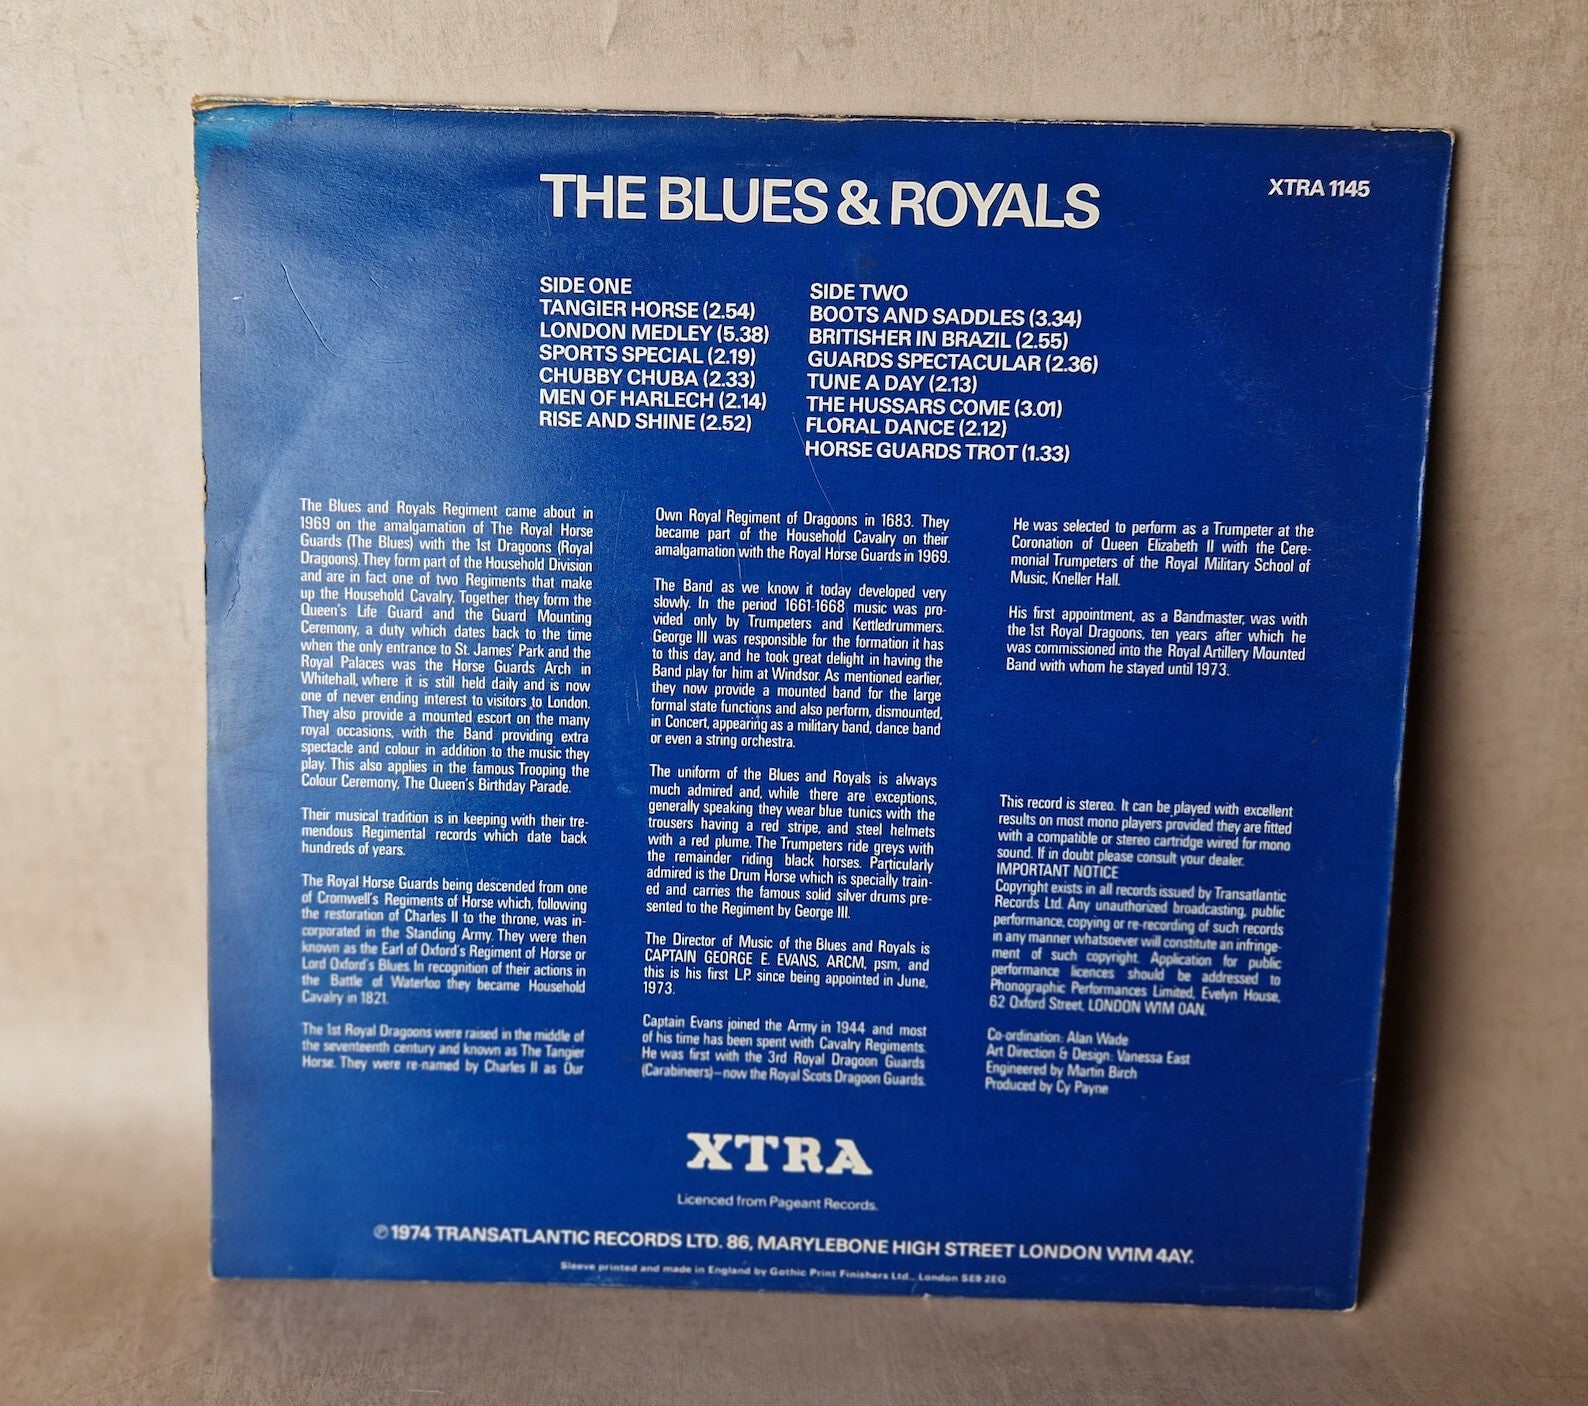 THE BLUES & ROYALS
XTRA 1145
SIDE ONE
TANGIER HORSE (2.54)
LONDON MEDLEY (5.38)
SPORTS SPECIAL (2.19)
CHUBBY CHUBA (2.33)
MEN OF HARLECH (2.14)
RISE AND SHINE (2.52)
SIDE TWO
BOOTS AND SADDLES (3.34)
BRITISHER IN BRAZIL (2.55)
GUARDS SPECTACULAR (2.36)
TUNE A DAY (2.13)
THE HUSSARS COME (3.01)
FLORAL DANCE (2.12)
HORSE GUARDS TROT (1.33)
The Blues and Royals Regiment came about in
1969 on the amalgamation of The Royal Horse
Guards (The Blues) with the 1st Dragoons (Royal
Dragoons). They form part of the Household Division
and are in fact one of two Regiments that make
up the Household Cavalry. Together they form the
Queen's Life Guard and the Guard Mounting
Ceremony, a duty which dates back to the time
when the only entrance to St. James' Park and the
Royal Palaces was the Horse Guards Arch in
Whitehall, where it is still held daily and is now
one of never ending interest to visitors to London.
They also provide a mounted escort on the many
royal occasions, with the Band providing extra
spectacle and colour in addition to the music they
play. This also applies in the famous Trooping the
Colour Ceremony, The Queen's Birthday Parade.
Their musical tradition is in keeping with their tre-
mendous Regimental records which date back
hundreds of years.
The Royal Horse Guards being descended from one
of Cromwell's Regiments of Horse which, following
the restoration of Charles II to the throne, was in-
corporated in the Standing Army. They were then
known as the Earl of Oxford's Regiment of Horse or
Lord Oxford's Blues. In recognition of their actions in
the Battle of Waterloo they became Household
Cavalry in 1821.
The 1st Royal Dragoons were raised in the middle of
the seventeenth century and known as The Tangier
Horse. They were re-named by Charles II as Our
Own Royal Regiment of Dragoons in 1683. They
became part of the Household Cavalry on their
amalgamation with the Royal Horse Guards in 1969.
The Band as we know it today developed very
slowly. In the period 1661-1668 music was pro-
vided only by Trumpeters and Kettledrummers.
George III was responsible for the formation it has
to this day, and he took great delight in having the
Band play for him at Windsor. As mentioned earlier,
they now provide a mounted band for the large
formal state functions and also perform, dismounted,
in Concert, appearing as a military band, dance band
or even a string orchestra.
The uniform of the Blues and Royals is always
much admired and, while there are exceptions,
generally speaking they wear blue tunics with the
trousers having a red stripe, and steel helmets
with a red plume. The Trumpeters ride greys with
the remainder riding black horses. Particularly
admired is the Drum Horse which is specially train-
ed and carries the famous solid silver drums pre-
sented to the Regiment by George III.
The Director of Music of the Blues and Royals is
CAPTAIN GEORGE E. EVANS, ARCM, psm, and
this is his first L.P. since being appointed in June,
1973.
Captain Evans joined the Army in 1944 and most
of his time has been spent with Cavalry Regiments.
He was first with the 3rd Royal Dragoon Guards
(Carabineers)—now the Royal Scots Dragoon Guards.
He was selected to perform as a Trumpeter at the
Coronation of Queen Elizabeth II with the Cere-
monial Trumpeters of the Royal Military School of
Music, Kneller Hall.
His first appointment, as a Bandmaster, was with
the 1st Royal Dragoons, ten years after which he
was commissioned into the Royal Artillery Mounted
Band with whom he stayed until 1973.
This record is stereo. It can be played with excellent
results on most mono players provided they are fitted
with a compatible or stereo cartridge wired for mono
sound. If in doubt please consult your dealer.
IMPORTANT NOTICE
Copyright exists in all records issued by Transatlantic
Records Ltd. Any unauthorized broadcasting, public
performance, copying or re-recording of such records
in any manner whatsoever will constitute an infringe-
ment of such copyright. Application for public
performance licences should be addressed to
Phonographic Performances Limited, Evelyn House,
62 Oxford Street, LONDON W1M 0AN.
Co-ordination: Alan Wade
Art Direction & Design: Vanessa East
Engineered by Martin Birch
Produced by Cy Payne
XTRA
Licenced from Pageant Records.
℗ 1974 TRANSATLANTIC RECORDS LTD. 86, MARYLEBONE HIGH STREET LONDON W1M 4AY.
Sleeve printed and made in England by Gothic Print Finishers Ltd., London SE9 2EQ